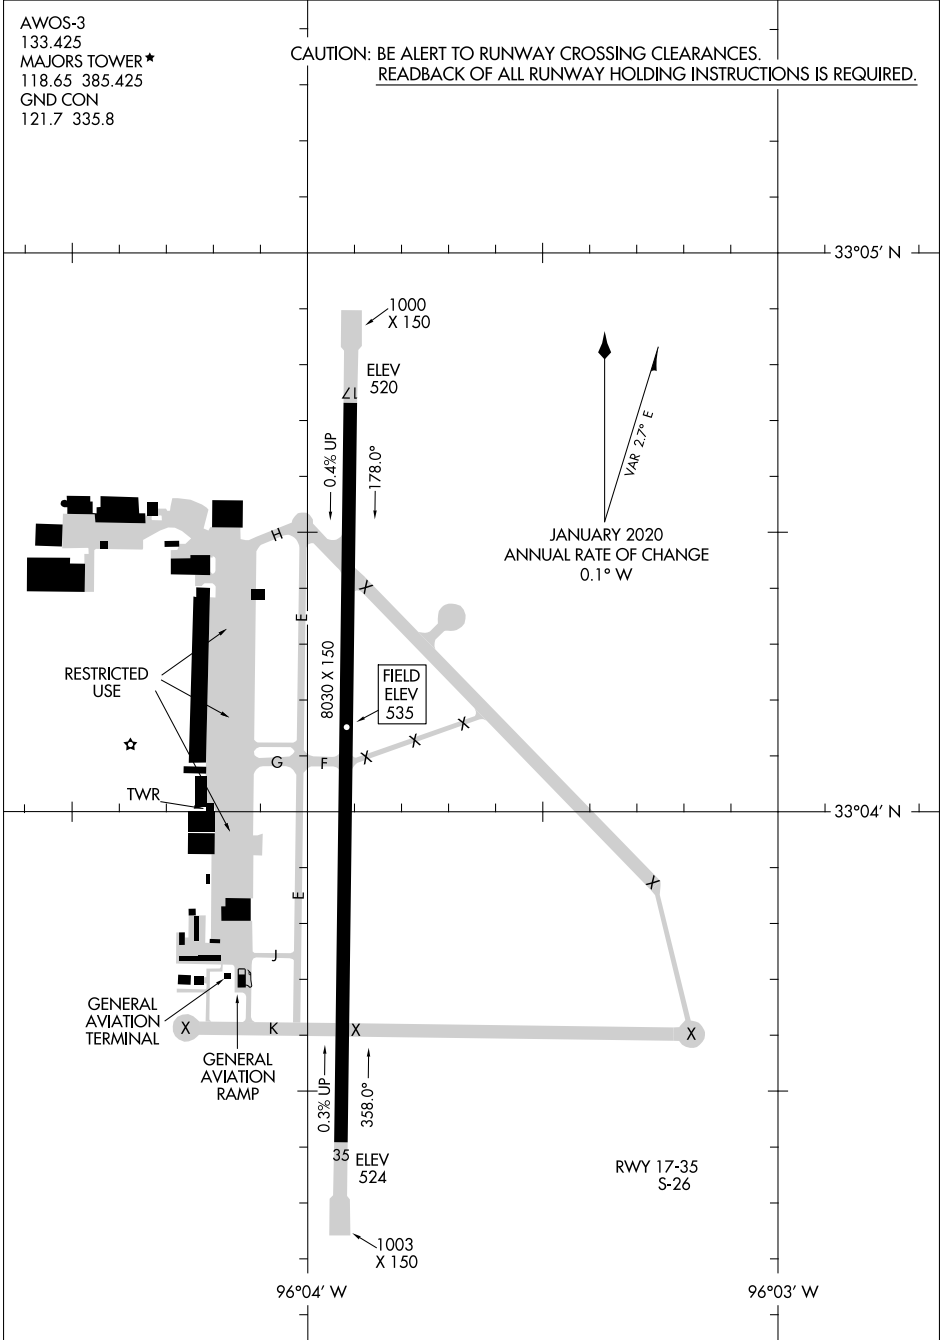 AWOS-3
133.425
MAJORS TOWER★
118.65 385.425
GND CON
121.7 335.8
CAUTION: BE ALERT TO RUNWAY CROSSING CLEARANCES.
READBACK OF ALL RUNWAY HOLDING INSTRUCTIONS IS REQUIRED.
33°05' N
1000
X 150
ELEV
520
17
0.4% UP
178.0°
VAR 2.7° E
JANUARY 2020
ANNUAL RATE OF CHANGE
0.1° W
H
X
E
8030 X 150
RESTRICTED
USE
FIELD
ELEV
535
X
X
X
G
F
TWR
33°04' N
X
E
J
GENERAL
AVIATION
TERMINAL
X
K
X
X
GENERAL
AVIATION
RAMP
0.3% UP
358.0°
35
ELEV
524
RWY 17-35
S-26
1003
X 150
96°04' W
96°03' W